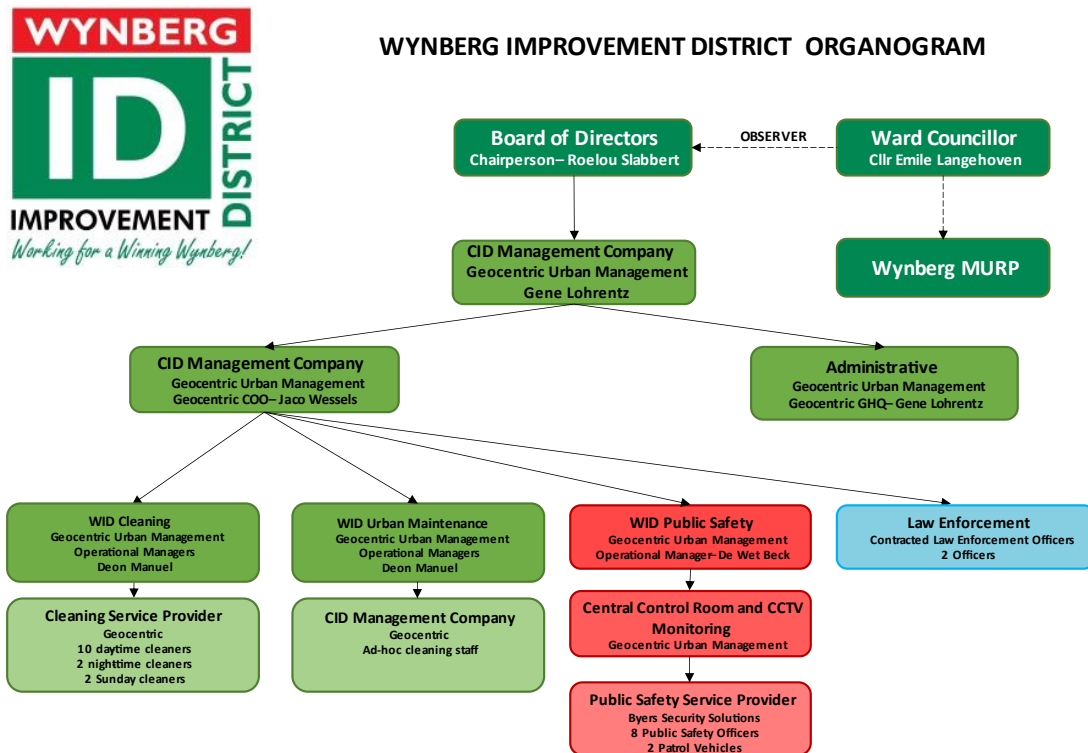 WYNBERG
ID
DISTRICT
IMPROVEMENT
Working for a Winning Wynberg!
WYNBERG IMPROVEMENT DISTRICT ORGANOGRAM
Board of Directors
Chairperson– Roelou Slabbert
OBSERVER
Ward Councillor
Cllr Emile Langehoven
CID Management Company
Geocentric Urban Management
Gene Lohrentz
Wynberg MURP
CID Management Company
Geocentric Urban Management
Geocentric COO– Jaco Wessels
Administrative
Geocentric Urban Management
Geocentric GHQ– Gene Lohrentz
WID Cleaning
Geocentric Urban Management
Operational Managers
Deon Manuel
WID Urban Maintenance
Geocentric Urban Management
Operational Managers
Deon Manuel
WID Public Safety
Geocentric Urban Management
Operational Manager–De Wet Beck
Law Enforcement
Contracted Law Enforcement Officers
2 Officers
Cleaning Service Provider
Geocentric
10 daytime cleaners
2 nighttime cleaners
2 Sunday cleaners
CID Management Company
Geocentric
Ad-hoc cleaning staff
Central Control Room and CCTV
Monitoring
Geocentric Urban Management
Public Safety Service Provider
Byers Security Solutions
8 Public Safety Officers
2 Patrol Vehicles